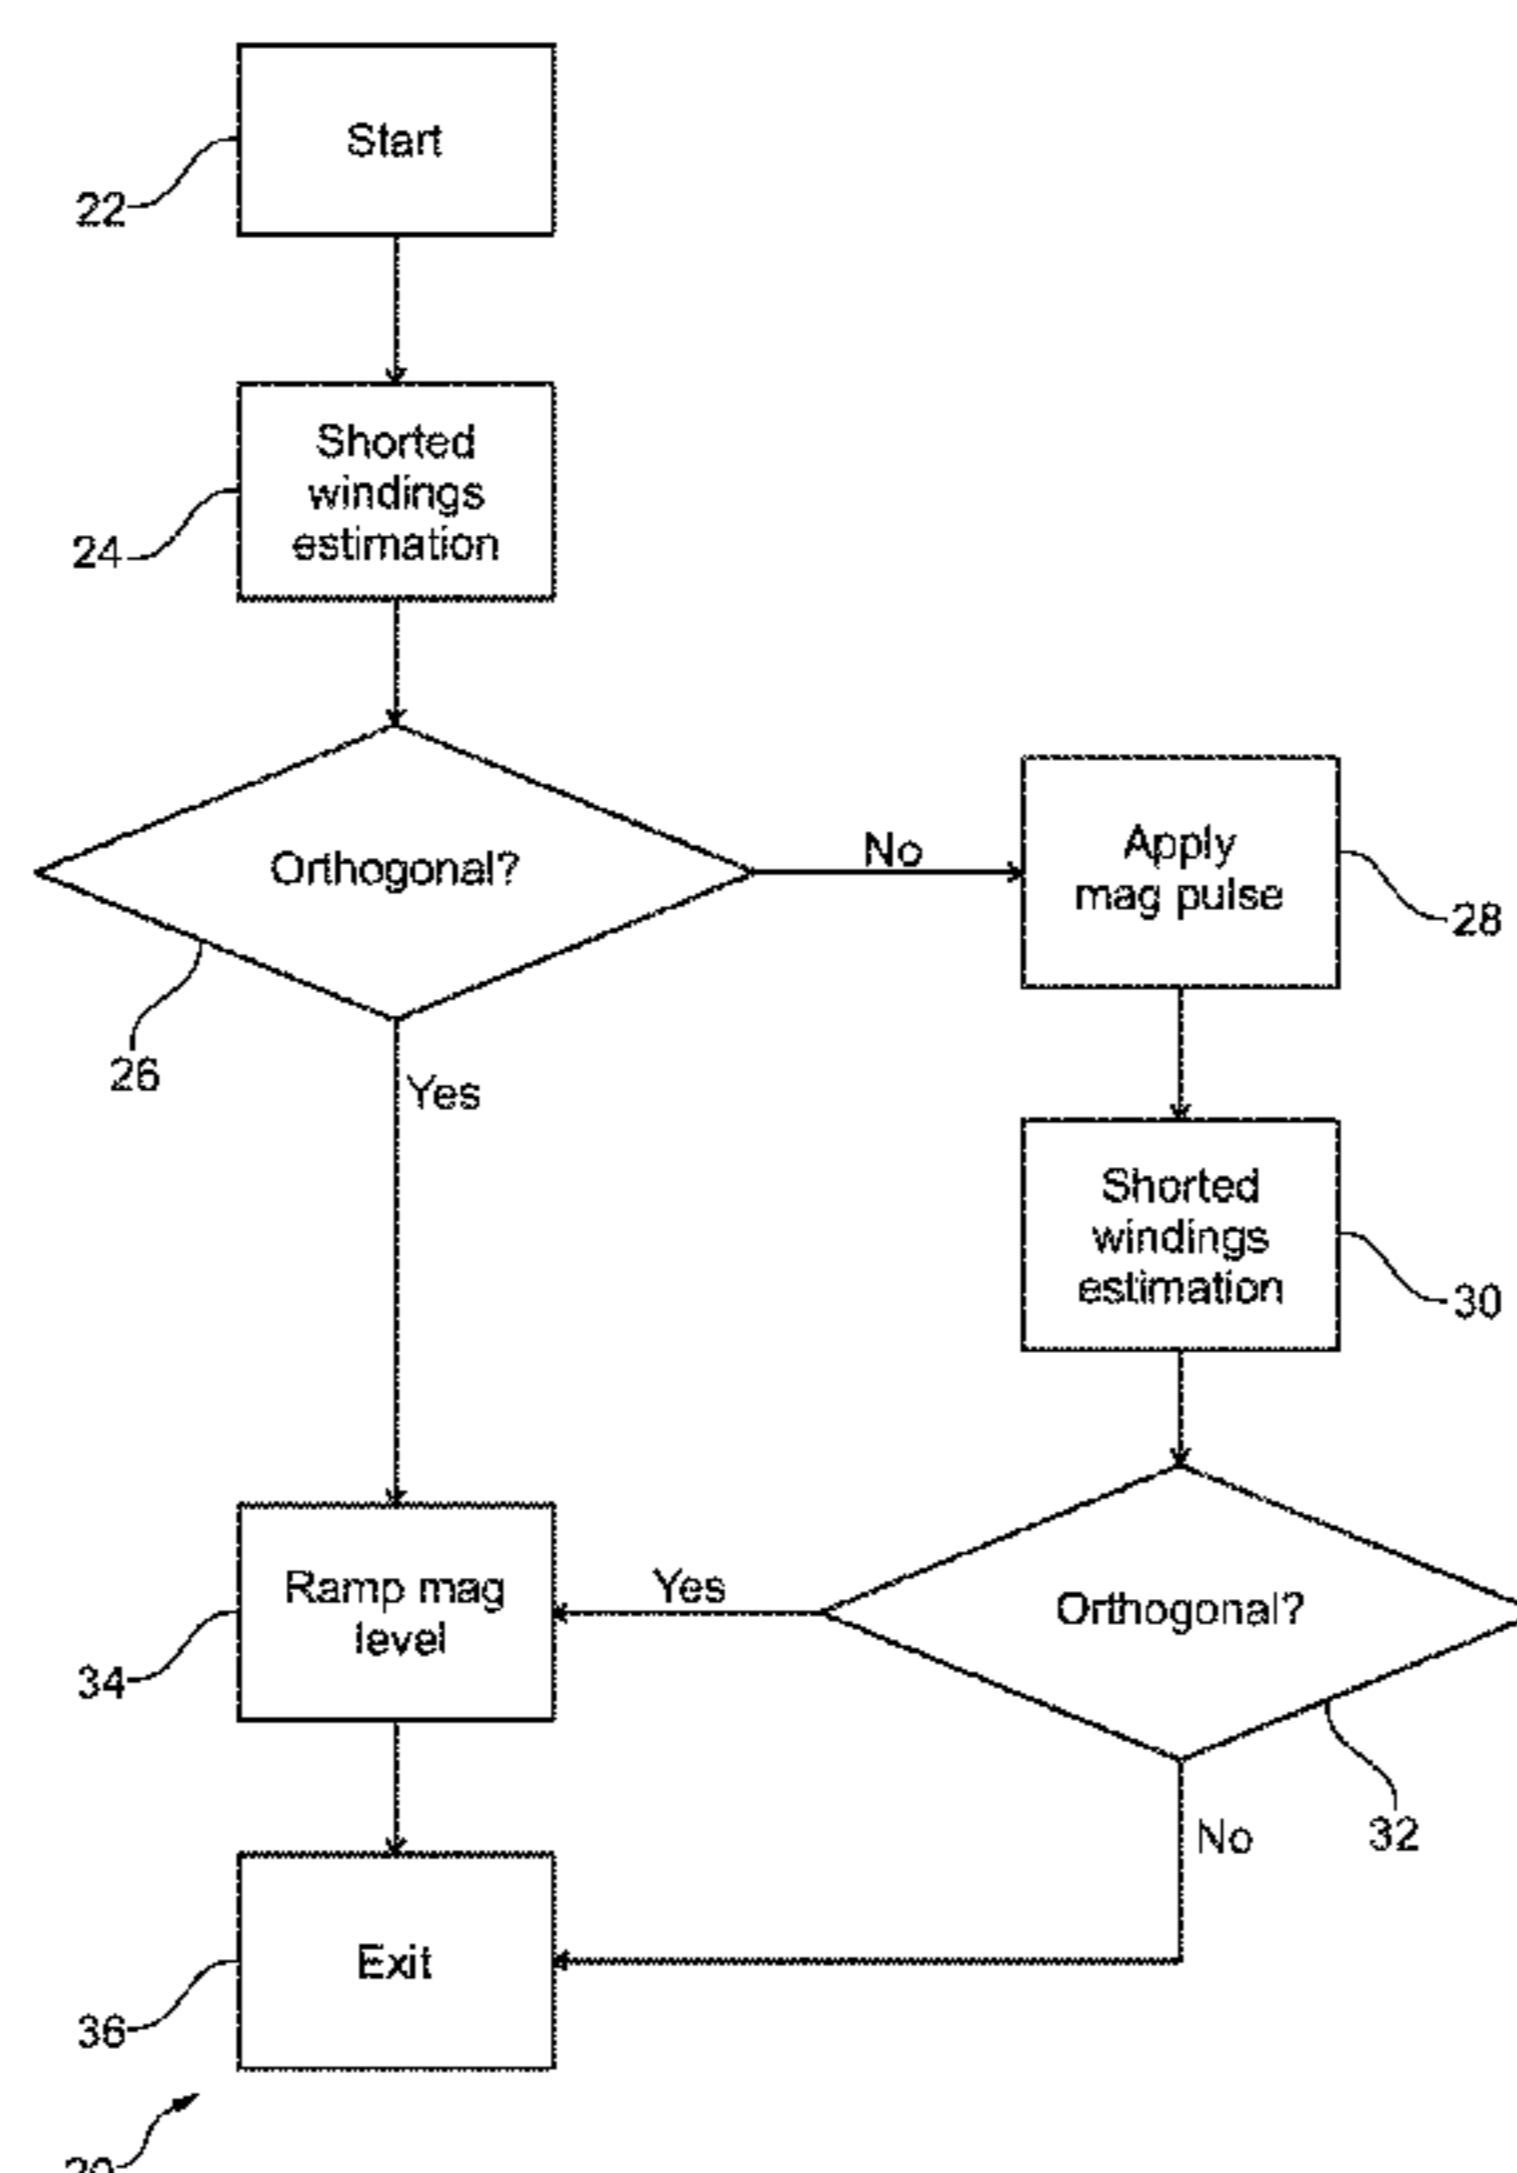 Start
22
Shorted
windings
estimation
24
Orthogonal?
26
No
Yes
Apply
mag pulse
28
Shorted
windings
estimation
30
Orthogonal?
32
Yes
No
Ramp mag
level
34
Exit
36